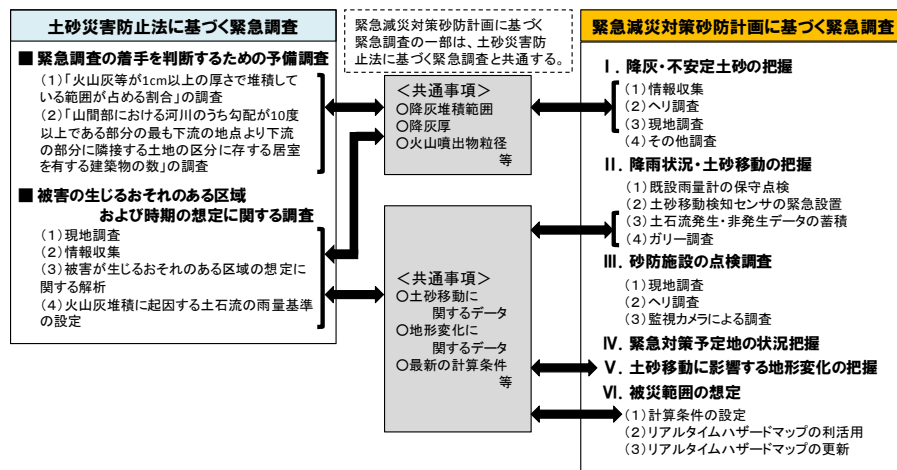 土砂災害防止法に基づく緊急調査
■ 緊急調査の着手を判断するための予備調査
(1)「火山灰等が1cm以上の厚さで堆積して
いる範囲が占める割合」の調査
(2)「山間部における河川のうち勾配が10度
以上である部分の最も下流の地点より下流
の部分に隣接する土地の区分に存する居室
を有する建築物の数」の調査
■ 被害の生じるおそれのある区域
および時期の想定に関する調査
(1)現地調査
(2)情報収集
(3)被害が生じるおそれのある区域の想定に
関する解析
(4)火山灰堆積に起因する土石流の雨量基準
の設定
緊急減災対策砂防計画に基づく
緊急調査の一部は、土砂災害防
止法に基づく緊急調査と共通する。
<共通事項>
○降灰堆積範囲
○降灰厚
○火山噴出物粒径
等
<共通事項>
○土砂移動に
関するデータ
○地形変化に
関するデータ
○最新の計算条件
等
緊急減災対策砂防計画に基づく緊急調査
Ⅰ．降灰・不安定土砂の把握
(1)情報収集
(2)ヘリ調査
(3)現地調査
(4)その他調査
Ⅱ．降雨状況・土砂移動の把握
(1)既設雨量計の保守点検
(2)土砂移動検知センサの緊急設置
(3)土石流発生・非発生データの蓄積
(4)ガリー調査
Ⅲ．砂防施設の点検調査
(1)現地調査
(2)ヘリ調査
(3)監視カメラによる調査
Ⅳ．緊急対策予定地の状況把握
Ⅴ．土砂移動に影響する地形変化の把握
Ⅵ．被災範囲の想定
(1)計算条件の設定
(2)リアルタイムハザードマップの利活用
(3)リアルタイムハザードマップの更新